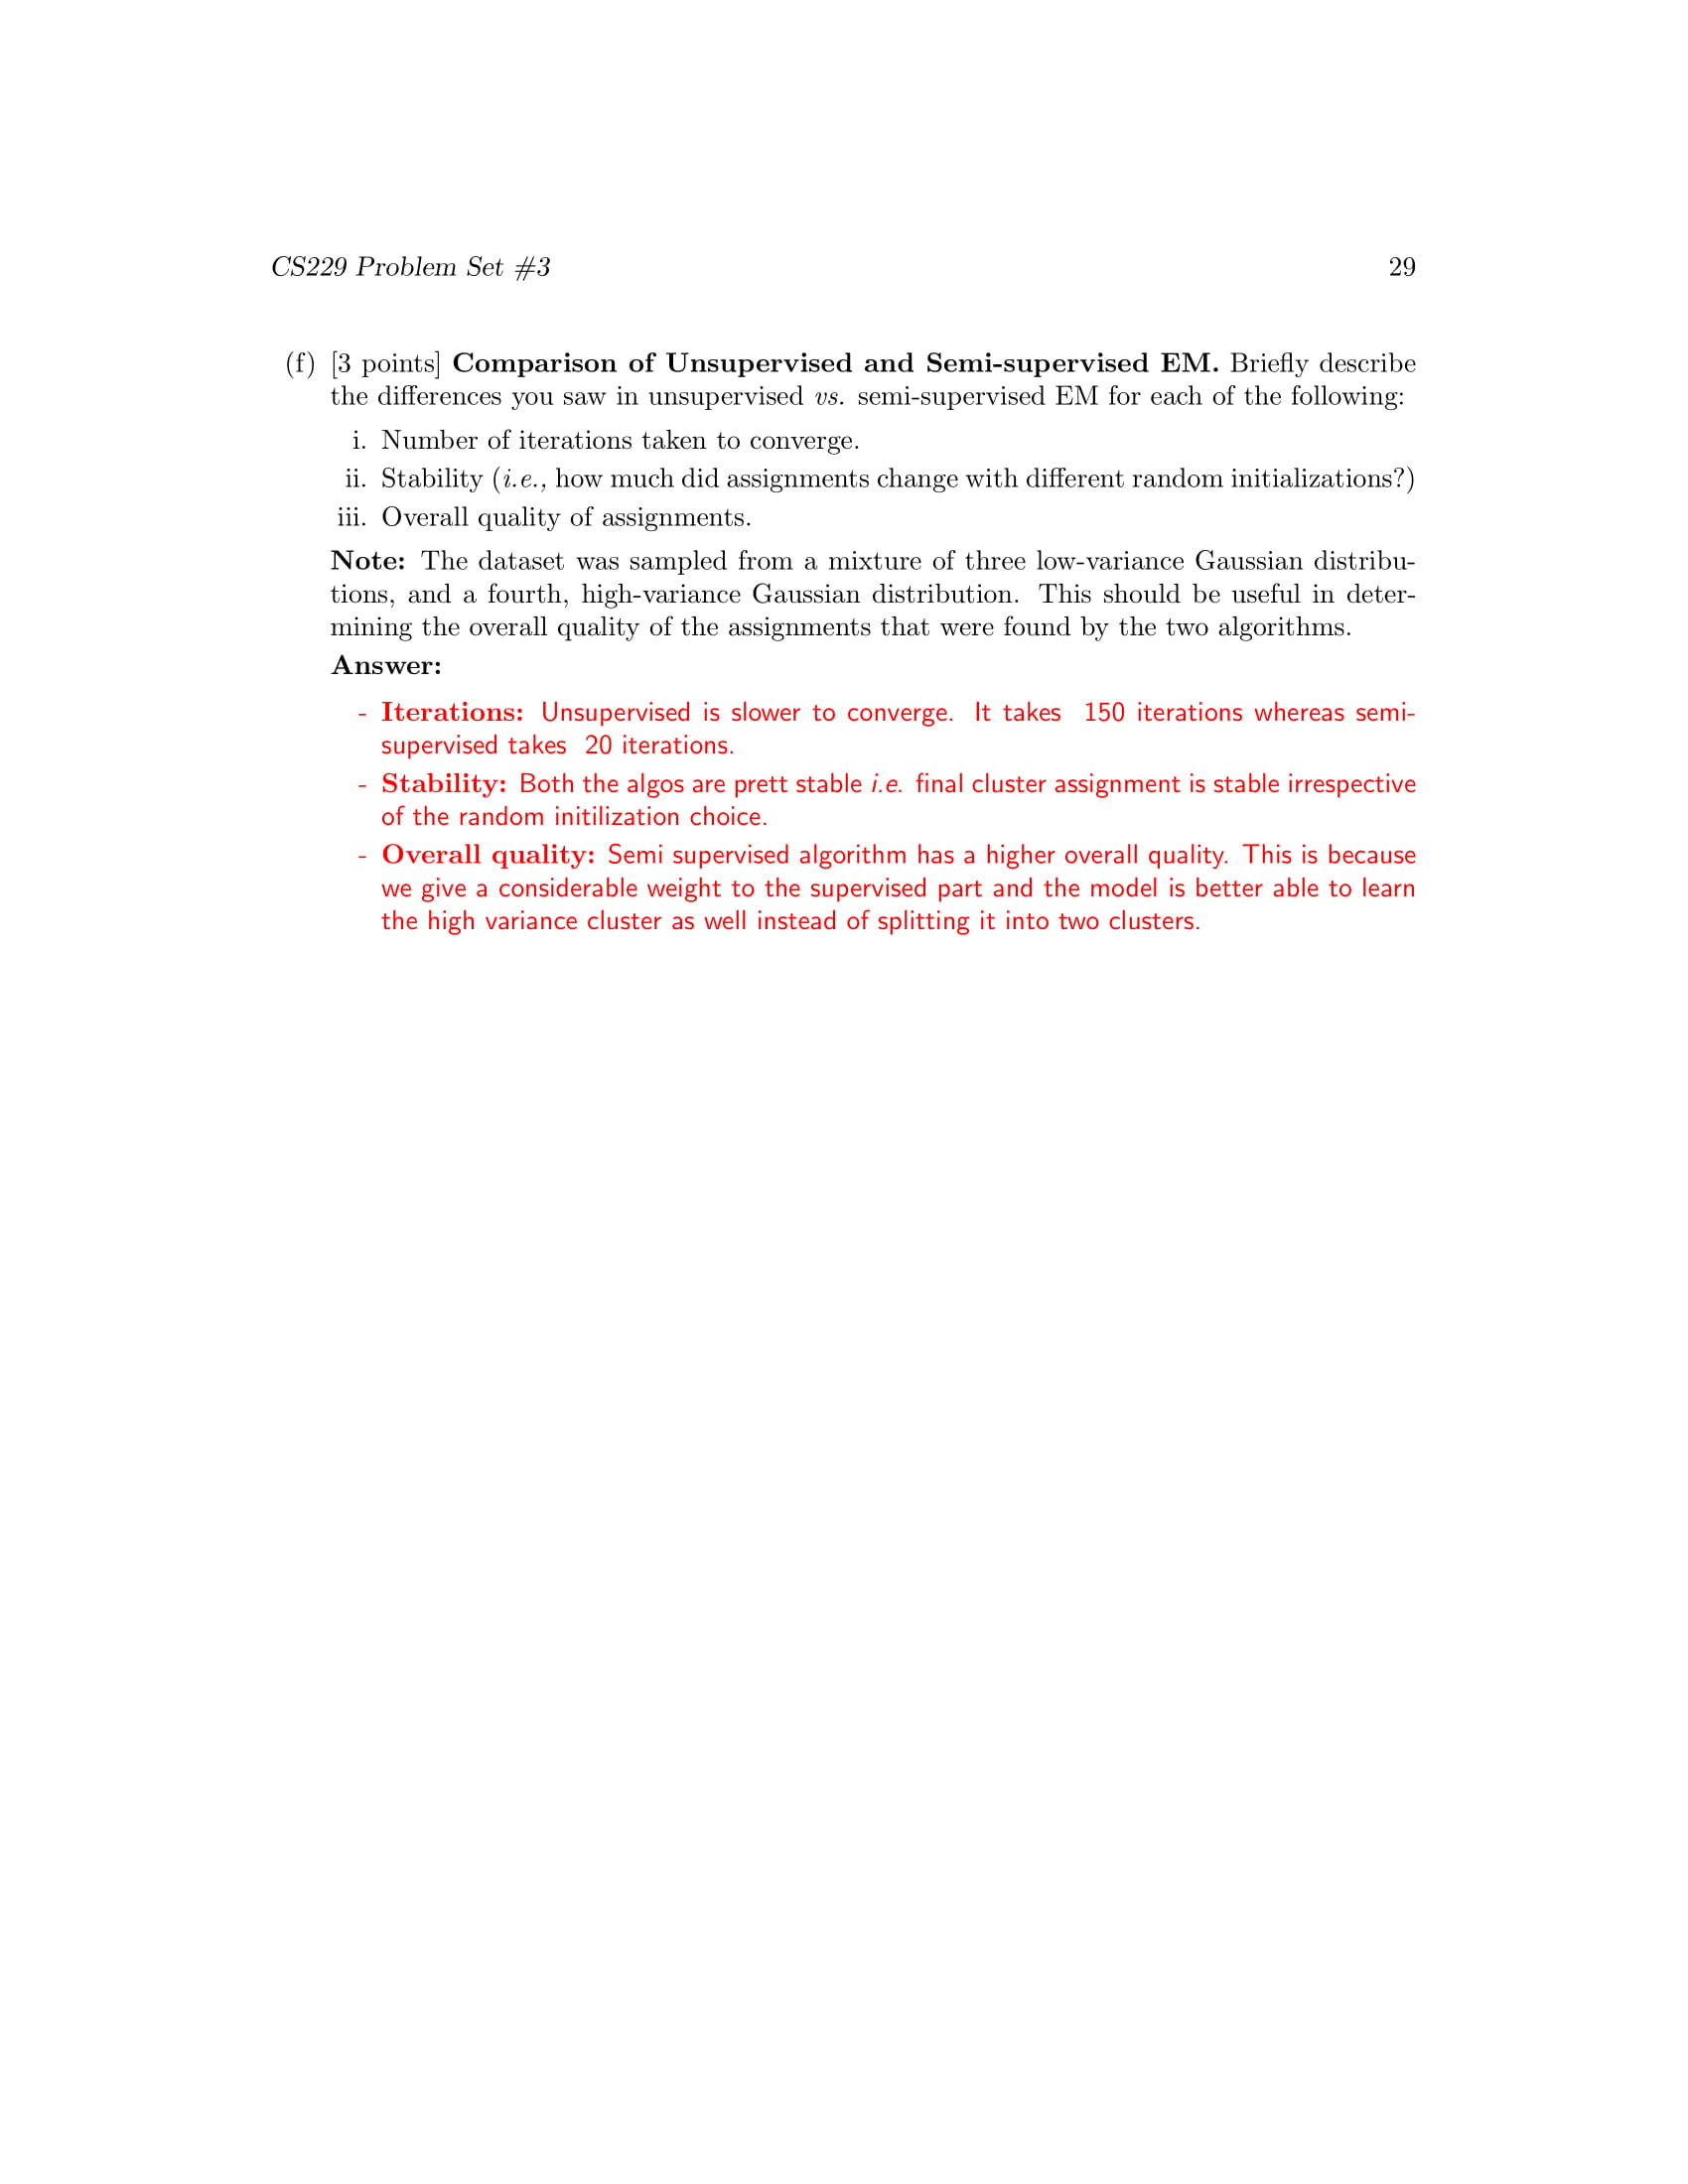 CS229 Problem Set #3 29
(f) [3 points] Comparison of Unsupervised and Semi-supervised EM. Briefly describe
the differences you saw in unsupervised vs. semi-supervised EM for each of the following:
i. Number of iterations taken to converge.
ii. Stability (i.e., how much did assignments change with different random initializations?)
iii. Overall quality of assignments.
Note: The dataset was sampled from a mixture of three low-variance Gaussian distribu-
tions, and a fourth, high-variance Gaussian distribution. This should be useful in deter-
mining the overall quality of the assignments that were found by the two algorithms.
Answer:
- Iterations: Unsupervised is slower to converge. It takes 150 iterations whereas semi-
supervised takes 20 iterations.
- Stability: Both the algos are prett stable i.e. final cluster assignment is stable irrespective
of the random initilization choice.
- Overall quality: Semi supervised algorithm has a higher overall quality. This is because
we give a considerable weight to the supervised part and the model is better able to learn
the high variance cluster as well instead of splitting it into two clusters.